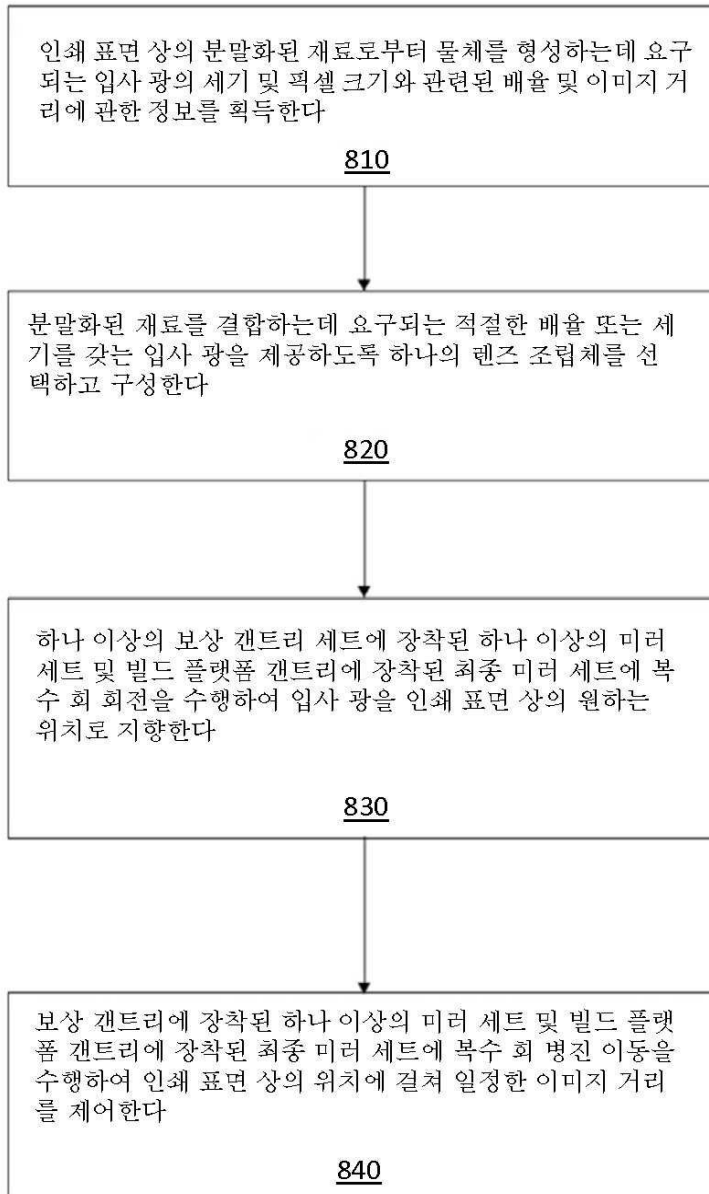 인쇄 표면 상의 분말화된 재료로부터 물체를 형성하는데 요구
되는 입사 광의 세기 및 픽셀 크기와 관련된 배율 및 이미지 거
리에 관한 정보를 획득한다
810
분말화된 재료를 결합하는데 요구되는 적절한 배율 또는 세
기를 갖는 입사 광을 제공하도록 하나의 렌즈 조립체를 선
택하고 구성한다
820
하나 이상의 보상 갠트리 세트에 장착된 하나 이상의 미러
세트 및 빌드 플랫폼 갠트리에 장착된 최종 미러 세트에 복
수 회 회전을 수행하여 입사 광을 인쇄 표면 상의 원하는
위치로 지향한다
830
보상 갠트리에 장착된 하나 이상의 미러 세트 및 빌드 플랫
폼 갠트리에 장착된 최종 미러 세트에 복수 회 병진 이동을
수행하여 인쇄 표면 상의 위치에 걸쳐 일정한 이미지 거리
를 제어한다
840